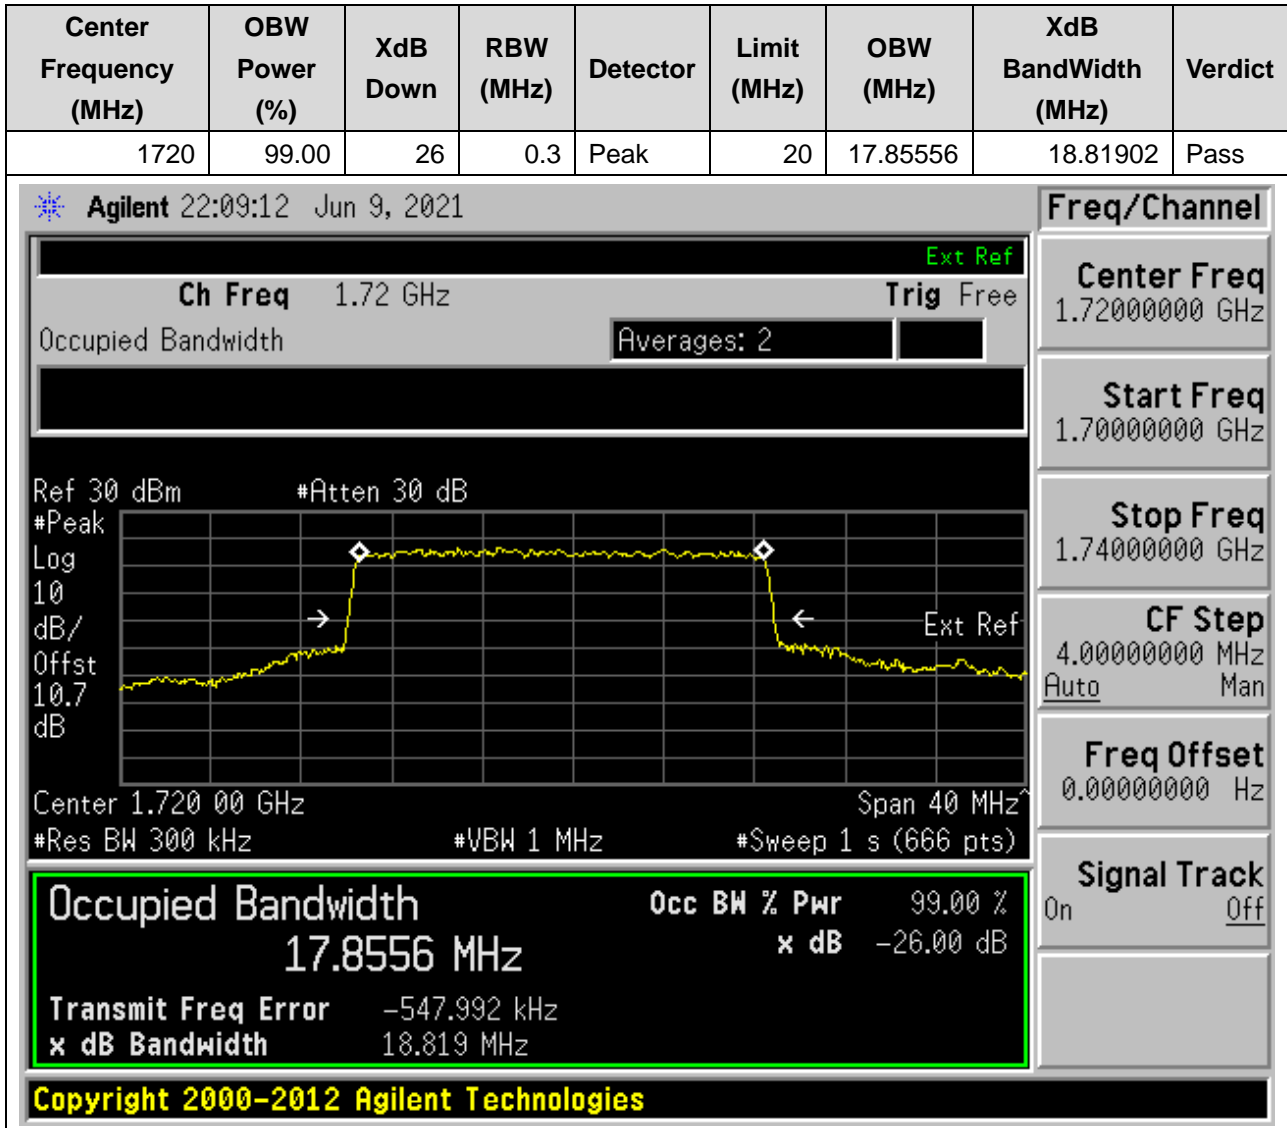 Center Frequency (MHz) OBW Power (%) XdB Down RBW (MHz) Detector Limit (MHz) OBW (MHz) XdB BandWidth (MHz) Verdict
1720 99.00 26 0.3 Peak 20 17.85556 18.81902 Pass
Agilent 22:09:12 Jun 9, 2021
Freq/Channel
Ext Ref
Ch Freq 1.72 GHz Trig Free
Occupied Bandwidth Averages: 2
Center Freq
1.72000000 GHz
Start Freq
1.70000000 GHz
Stop Freq
1.74000000 GHz
CF Step
4.00000000 MHz
Auto Man
Freq Offset
0.00000000 Hz
Signal Track
On Off
Ref 30 dBm #Atten 30 dB
#Peak
Log
10
dB/
Offst
10.7
dB
Ext Ref
Center 1.720 00 GHz Span 40 MHz^
#Res BW 300 kHz #VBW 1 MHz #Sweep 1 s (666 pts)
Occupied Bandwidth Occ BW % Pwr 99.00 %
17.8556 MHz x dB -26.00 dB
Transmit Freq Error -547.992 kHz
x dB Bandwidth 18.819 MHz
Copyright 2000-2012 Agilent Technologies